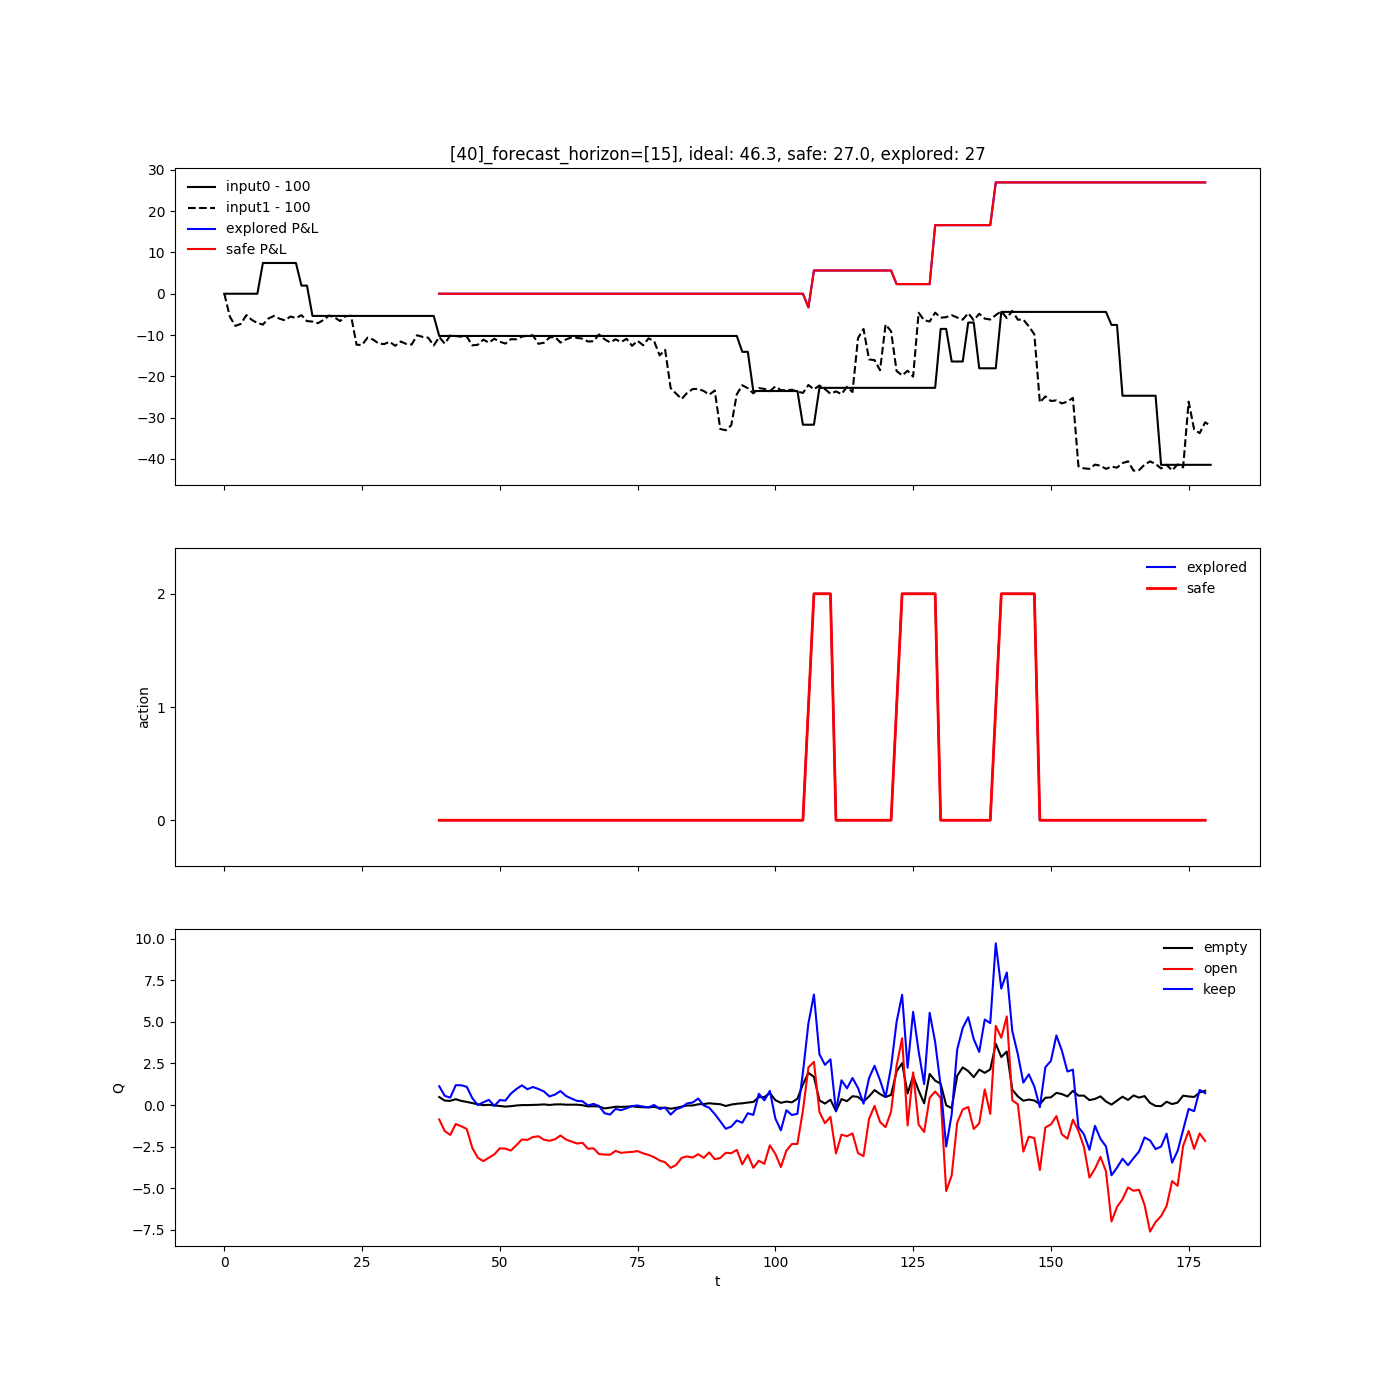 [40]_forecast_horizon=[15], ideal: 46.3, safe: 27.0, explored: 27
30
20
10
0
−10
−20
−30
−40
input0 - 100
input1 - 100
explored P&L
safe P&L
2
1
0
action
explored
safe
10.0
7.5
5.0
2.5
0.0
−2.5
−5.0
−7.5
Q
empty
open
keep
0 25 50 75 100 125 150 175
t